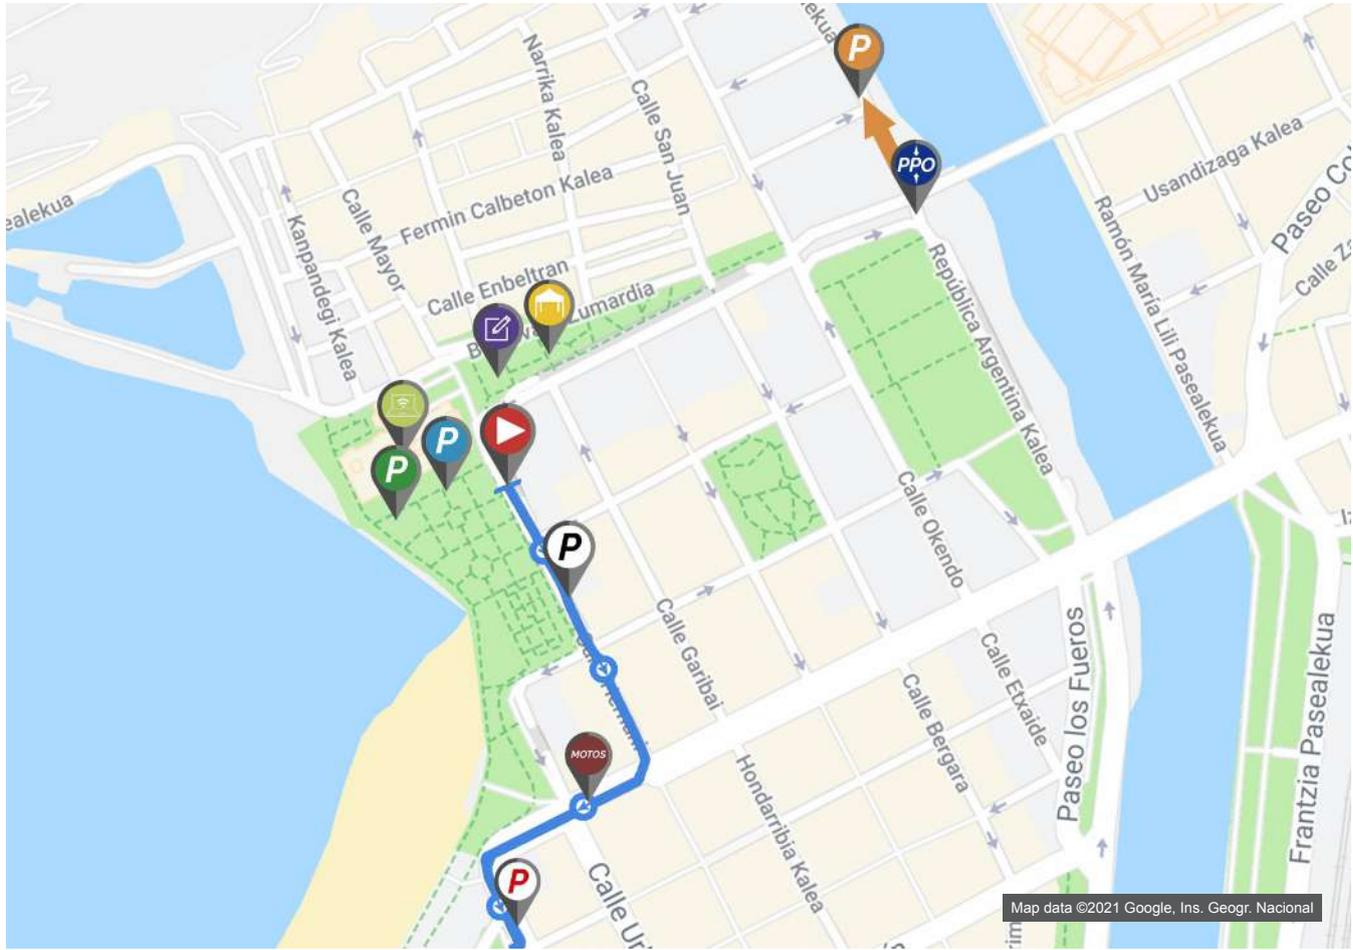 ekua
P
PPO
Narrika Kalea
Calle San Juan
Usandizaga Kalea
Fermin Calbeton Kalea
ealekua
Calle Mayor
Kanpandegi Kalea
Ramón María Lili Pasealekua
Paseo Co
Calle Za
Calle Enbeltran
Zumardia
República Argentina Kalea
P
P
P
Calle Okendo
Calle Garibai
Calle Etxaide
Paseo los Fueros
Calle Bergara
Frantzia Pasealekua
MOTOS
Hondarribia Kalea
P
Calle Ur
Map data ©2021 Google, Ins. Geogr. Nacional